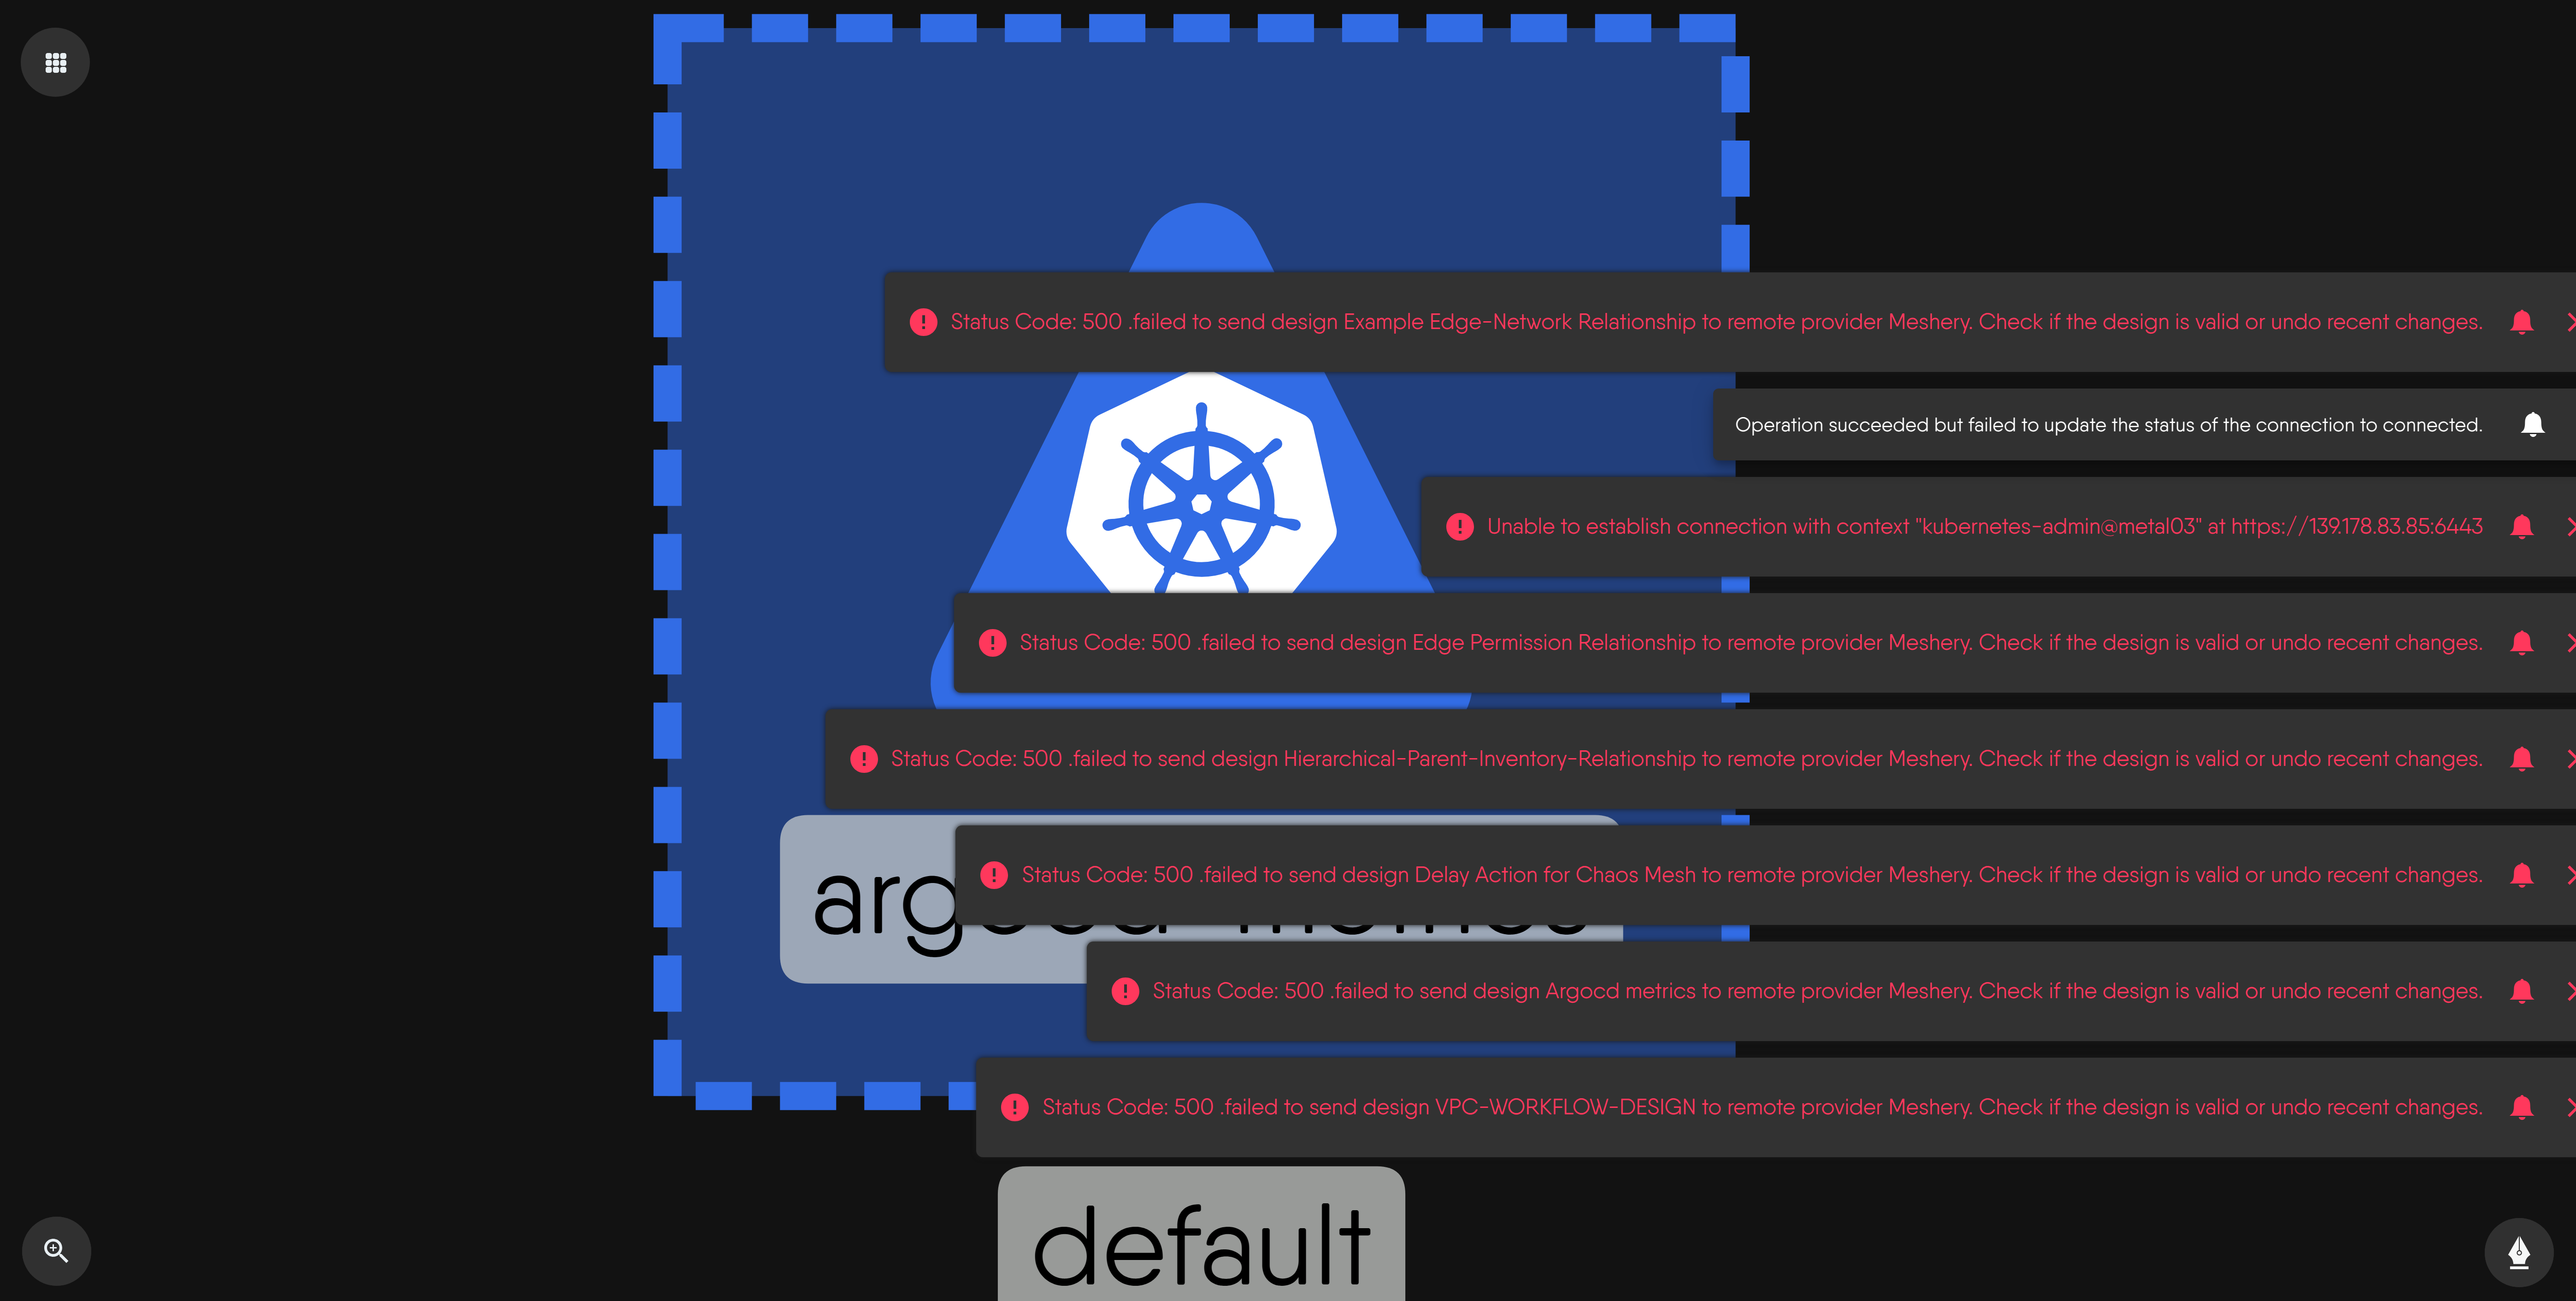 Status Code: 500 .failed to send design Example Edge-Network Relationship to remote provider Meshery. Check if the design is valid or undo recent changes.
Operation succeeded but failed to update the status of the connection to connected.
Unable to establish connection with context "kubernetes-admin@metal03" at https://139.178.83.85:6443
Status Code: 500 .failed to send design Edge Permission Relationship to remote provider Meshery. Check if the design is valid or undo recent changes.
Status Code: 500 .failed to send design Hierarchical-Parent-Inventory-Relationship to remote provider Meshery. Check if the design is valid or undo recent changes.
Status Code: 500 .failed to send design Delay Action for Chaos Mesh to remote provider Meshery. Check if the design is valid or undo recent changes.
Status Code: 500 .failed to send design Argocd metrics to remote provider Meshery. Check if the design is valid or undo recent changes.
Status Code: 500 .failed to send design VPC-WORKFLOW-DESIGN to remote provider Meshery. Check if the design is valid or undo recent changes.
default